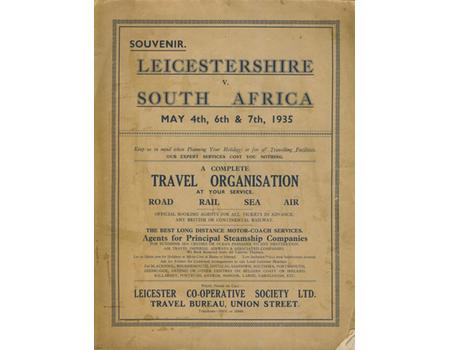 SOUVENIR.
LEICESTERSHIRE
V.
SOUTH AFRICA
MAY 4th, 6th & 7th, 1935
Keep us in mind when Planning Your Holidays or for all Travelling Facilities
OUR EXPERT SERVICES COST YOU NOTHING.
A COMPLETE
TRAVEL ORGANISATION
AT YOUR SERVICE.
ROAD RAIL SEA AIR
OFFICIAL BOOKING AGENTS FOR ALL TICKETS IN ADVANCE.
ANY BRITISH OR CONTINENTAL RAILWAY.
THE BEST LONG DISTANCE MOTOR-COACH SERVICES.
Agents for Principal Steamship Companies
LEICESTER CO-OPERATIVE SOCIETY LTD.
TRAVEL BUREAU, UNION STREET.